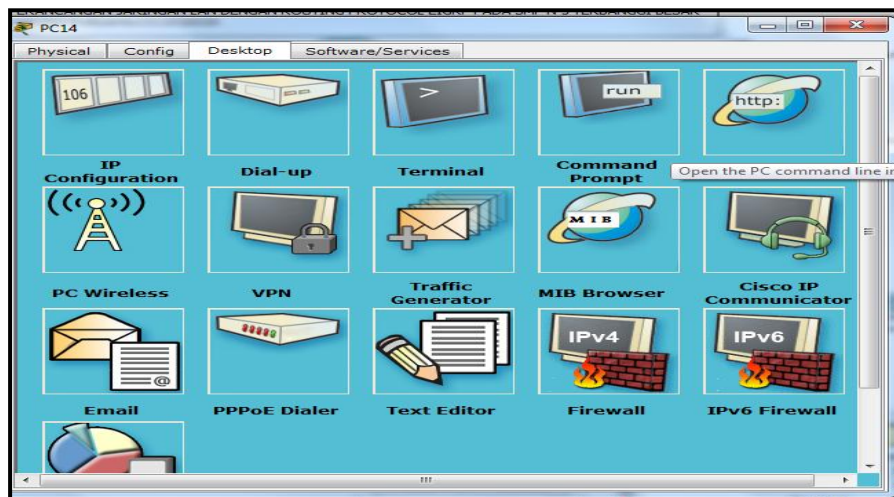 PC14
Physical Config Desktop Software/Services
106
>
run
http:
IP Configuration
Dial-up
Terminal
Command Prompt
Open the PC command line in
MIB
PC Wireless
VPN
Traffic Generator
MIB Browser
Cisco IP Communicator
@
IPv4
IPv6
Email
PPPoE Dialer
Text Editor
Firewall
IPv6 Firewall